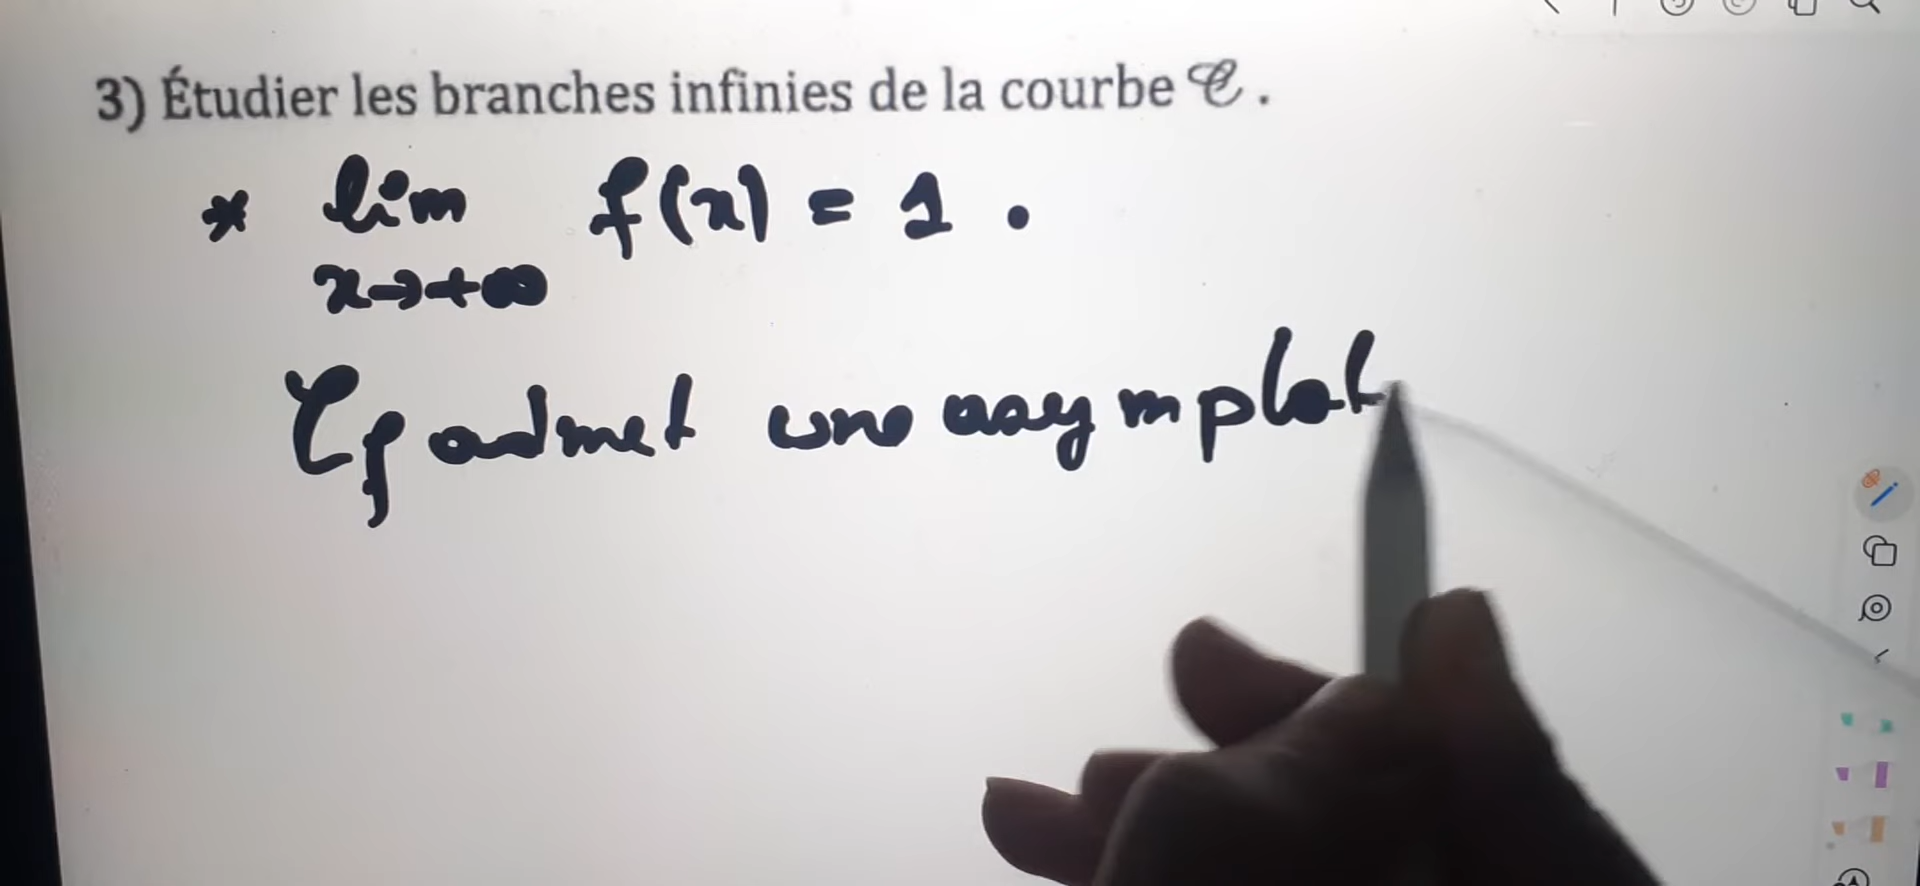 3) Étudier les branches infinies de la courbe 𝒞.
* lim f(x) = 1.
x→+∞
𝒞f admet une asymptot